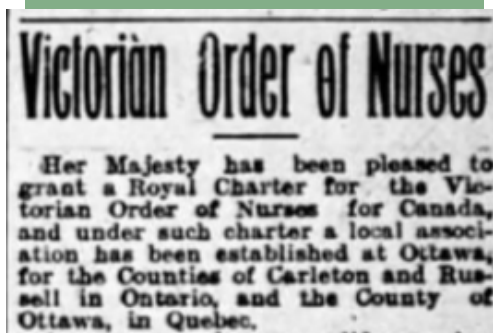 Victorian Order of Nurses
Her Majesty has been pleased to
grant a Royal Charter for the Vic-
torian Order of Nurses for Canada,
and under such charter a local associ-
ation has been established at Ottawa,
for the Counties of Carleton and Rus-
sell in Ontario, and the County of
Ottawa, in Quebec.